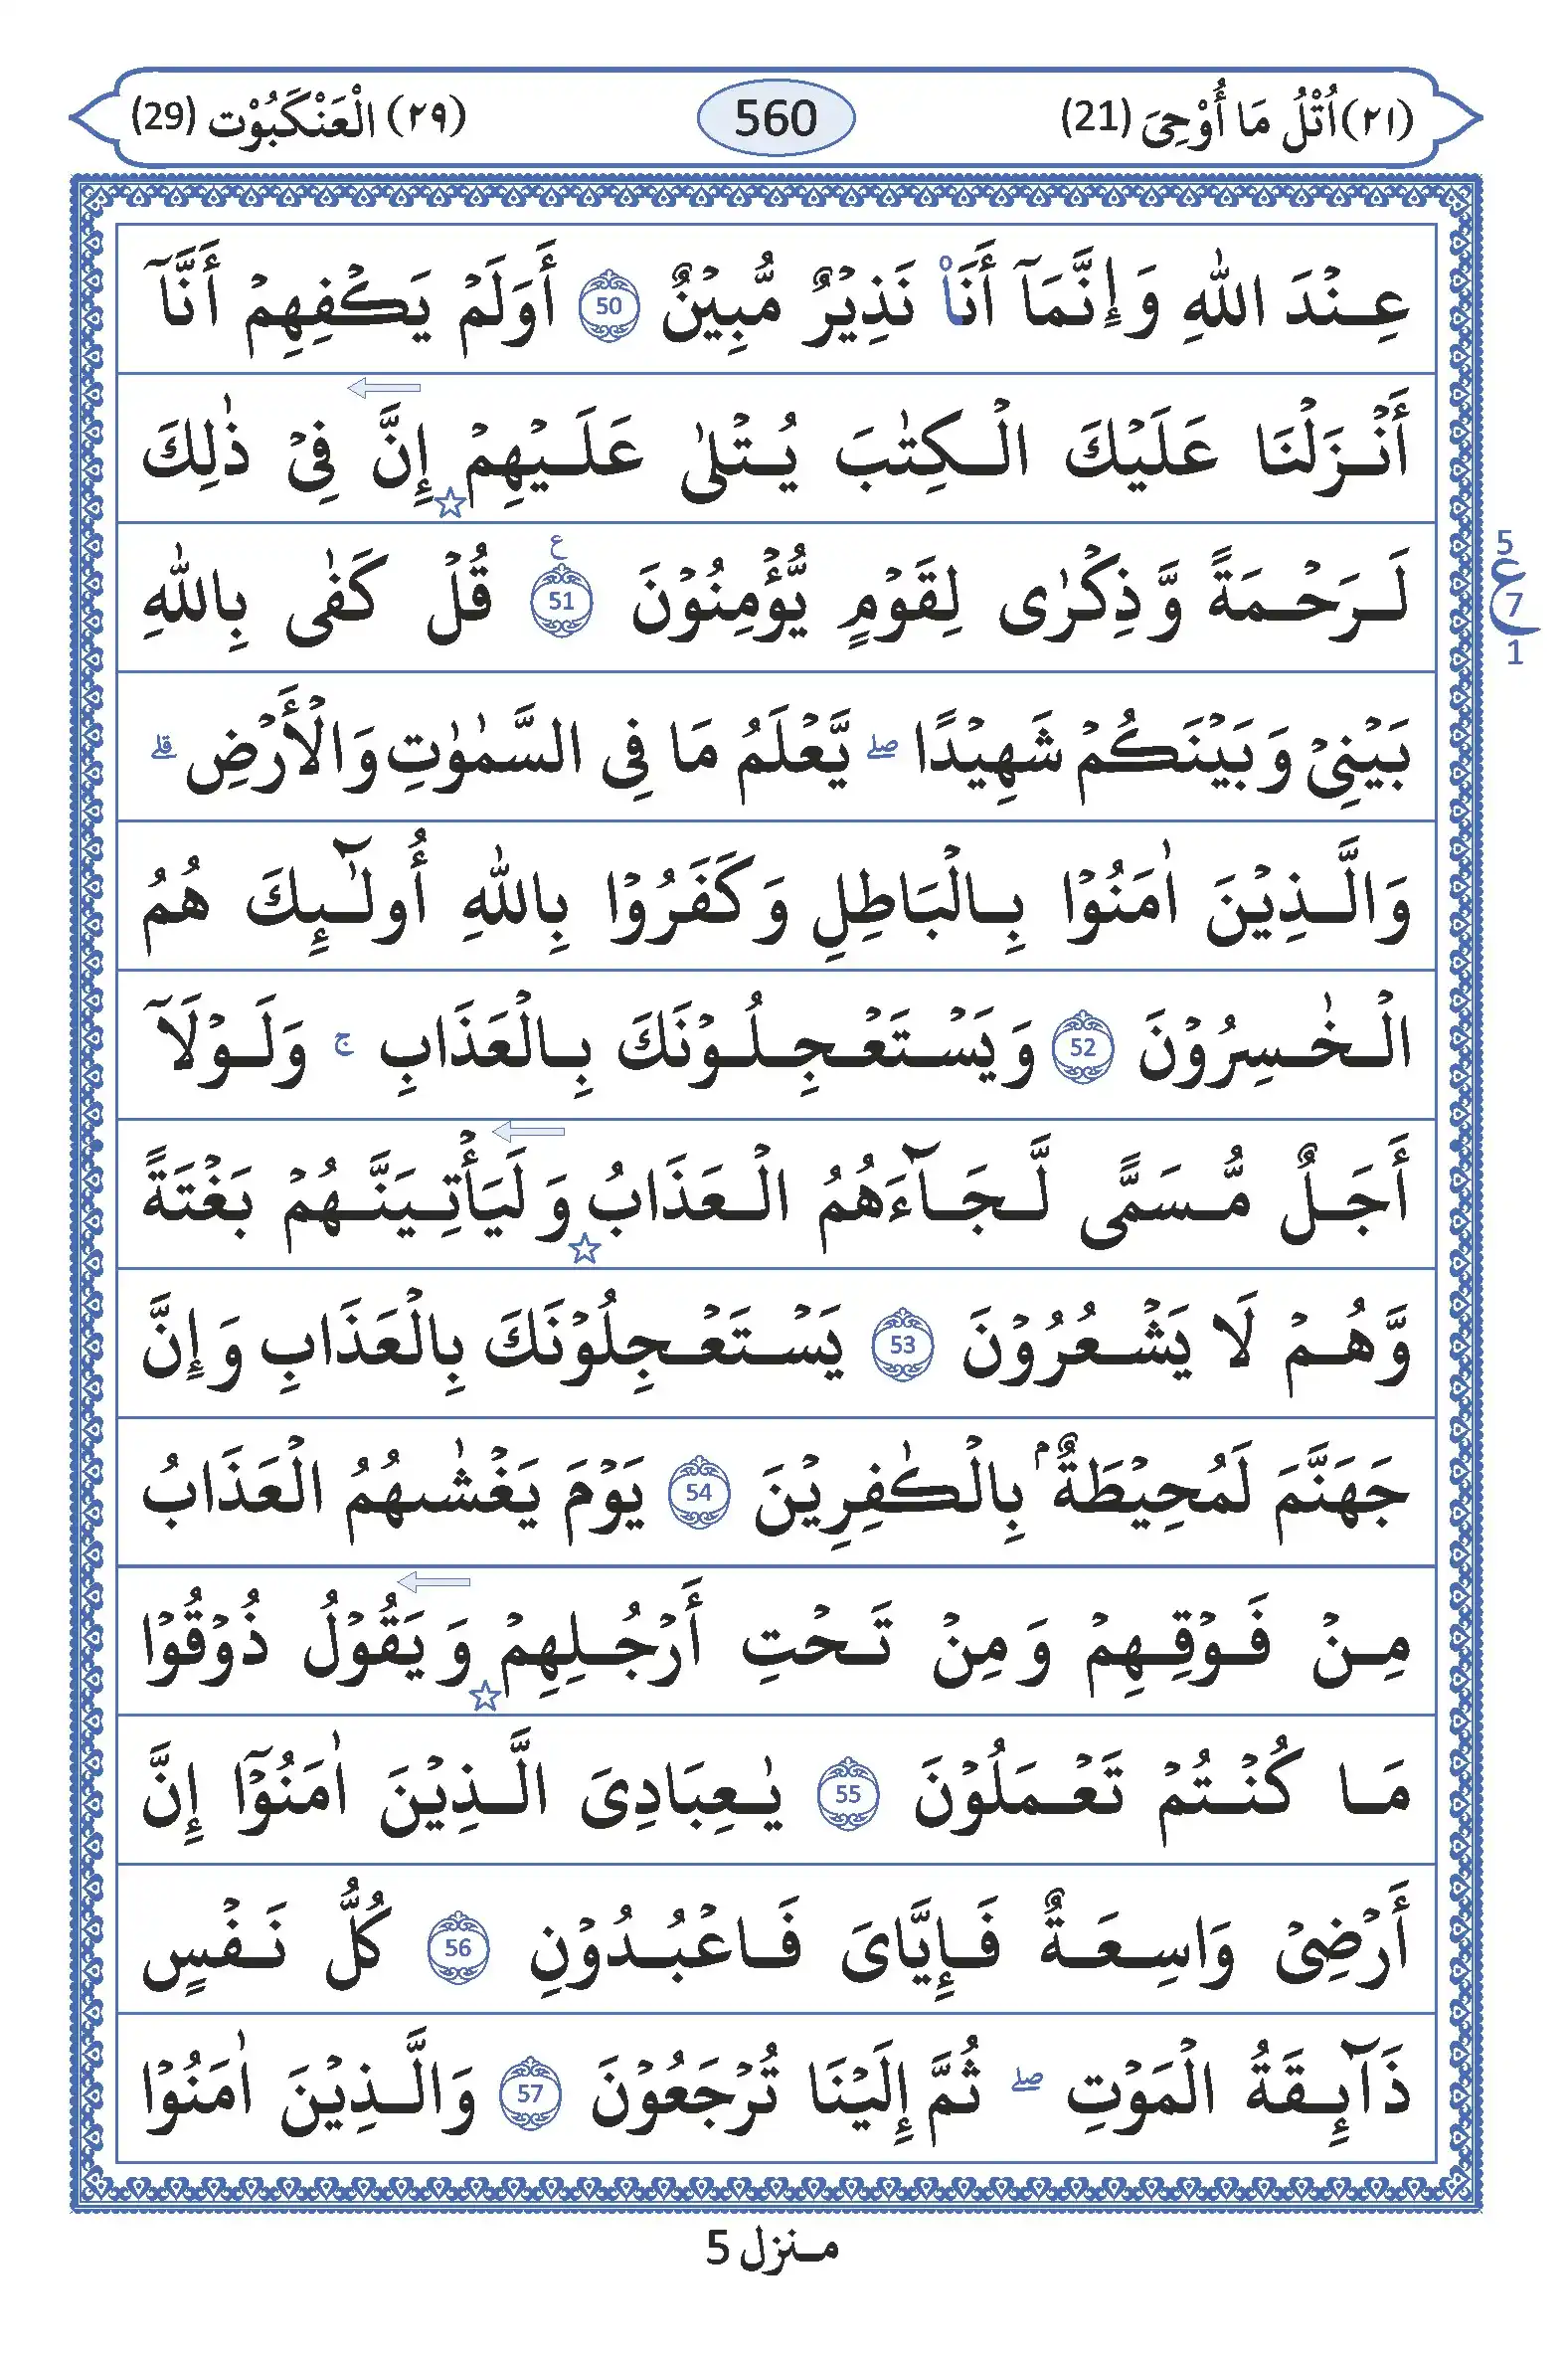 (٢١) اُتْلُ مَا أُوْحِىَ (21) 560 (٢٩) الْعَنْكَبُوْت (29)
عِنْدَ اللّٰهِ وَ إِنَّمَآ أَنَا۠ نَذِيْرٌ مُّبِيْنٌ 50 أَوَلَمْ يَكْفِهِمْ أَنَّآ
أَنْزَلْنَا عَلَيْكَ الْكِتٰبَ يُتْلٰى عَلَيْهِمْ ☆ إِنَّ فِىْ ذٰلِكَ
لَرَحْمَةً وَّ ذِكْرٰى لِقَوْمٍ يُّؤْمِنُوْنَ ع 51 قُلْ كَفٰى بِاللّٰهِ
5 ع 7 1
بَيْنِىْ وَ بَيْنَكُمْ شَهِيْدًا ۖ يَّعْلَمُ مَا فِى السَّمٰوٰتِ وَ الْأَرْضِ ۗ
وَ الَّذِيْنَ اٰمَنُوْا بِالْبَاطِلِ وَ كَفَرُوْا بِاللّٰهِ أُولٰٓئِكَ هُمُ
الْخٰسِرُوْنَ 52 وَ يَسْتَعْجِلُوْنَكَ بِالْعَذَابِ ۚ وَ لَوْلَآ
أَجَلٌ مُّسَمًّى لَّجَآءَهُمُ الْعَذَابُ ☆ وَ لَيَأْتِيَنَّهُمْ بَغْتَةً
وَّ هُمْ لَا يَشْعُرُوْنَ 53 يَسْتَعْجِلُوْنَكَ بِالْعَذَابِ وَ إِنَّ
جَهَنَّمَ لَمُحِيْطَةٌۢ بِالْكٰفِرِيْنَ 54 يَوْمَ يَغْشٰىهُمُ الْعَذَابُ
مِنْ فَوْقِهِمْ وَ مِنْ تَحْتِ أَرْجُلِهِمْ ☆ وَ يَقُوْلُ ذُوْقُوْا
مَا كُنْتُمْ تَعْمَلُوْنَ 55 يٰعِبَادِىَ الَّذِيْنَ اٰمَنُوْٓا إِنَّ
أَرْضِىْ وَاسِعَةٌ فَإِيَّاىَ فَاعْبُدُوْنِ 56 كُلُّ نَفْسٍ
ذَآئِقَةُ الْمَوْتِ ۖ ثُمَّ إِلَيْنَا تُرْجَعُوْنَ 57 وَ الَّذِيْنَ اٰمَنُوْا
منزل 5